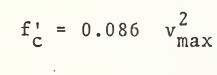 f'c = 0.086 v²max